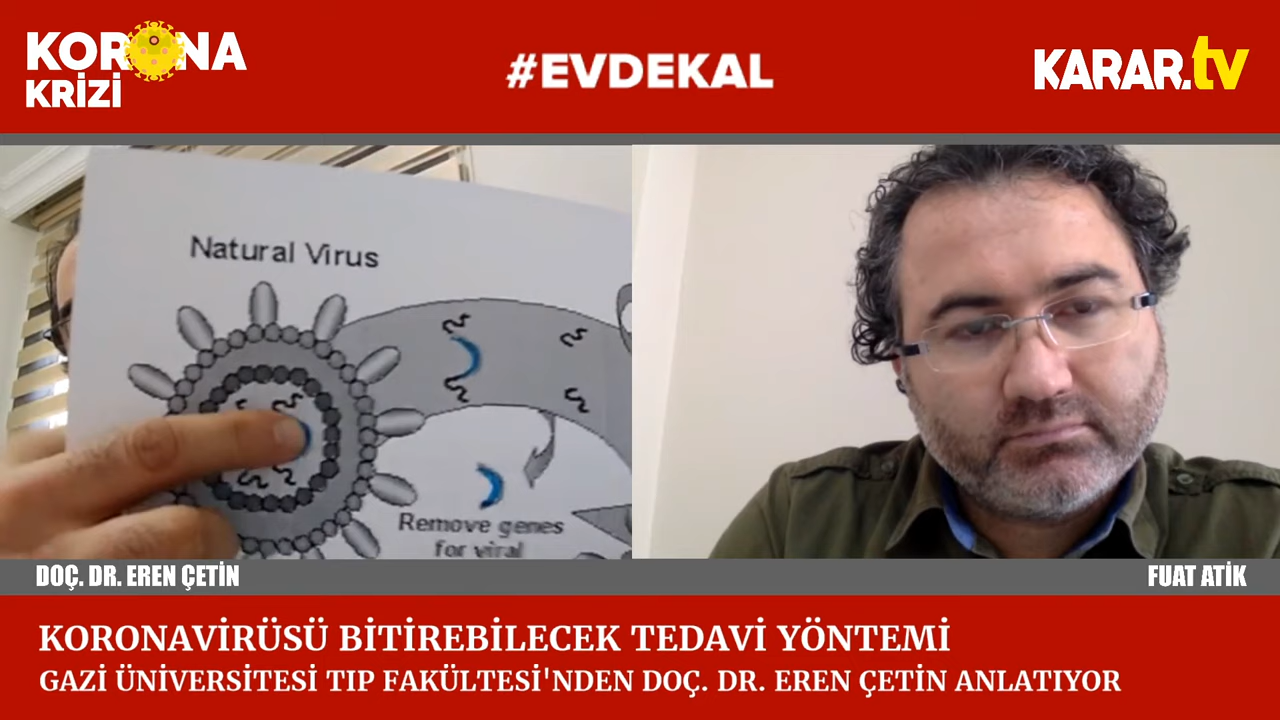 KORONA
KRİZİ
#EVDEKAL
KARAR.tv
Natural Virus
Remove genes
for viral
DOÇ. DR. EREN ÇETİN
FUAT ATİK
KORONAVİRÜSÜ BİTİREBİLECEK TEDAVİ YÖNTEMİ
GAZİ ÜNİVERSİTESİ TIP FAKÜLTESİ'NDEN DOÇ. DR. EREN ÇETİN ANLATIYOR